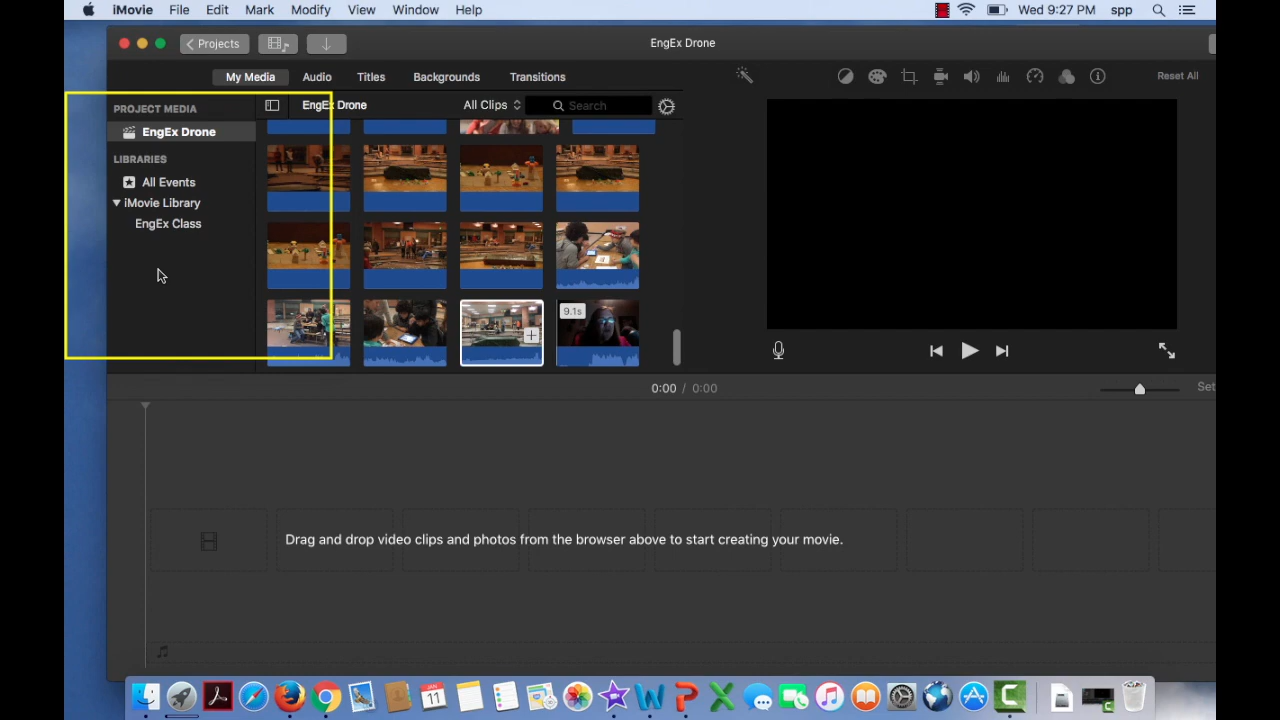 iMovie File Edit Mark Modify View Window Help Wed 9:27 PM spp
Projects EngEx Drone
My Media Audio Titles Backgrounds Transitions Reset All
PROJECT MEDIA EngEx Drone All Clips Search
EngEx Drone
LIBRARIES
All Events
iMovie Library
EngEx Class
9.1s
0:00 / 0:00 Set
Drag and drop video clips and photos from the browser above to start creating your movie.
JAN
11